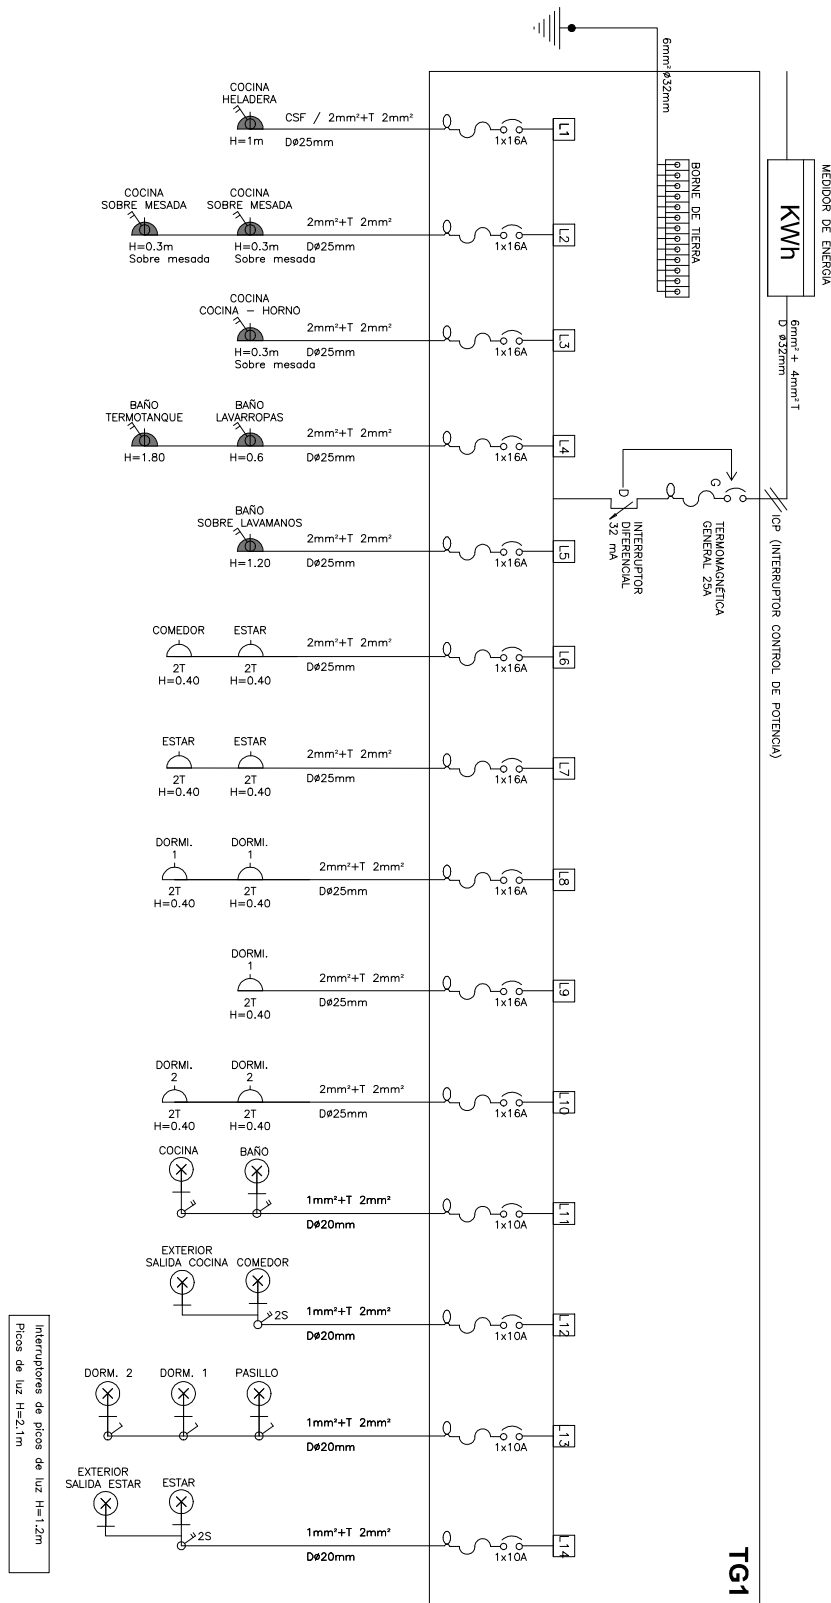 6mm² ø32mm
BORNE DE TIERRA
MEDIDOR DE ENERGIA
KWh
6mm² + 4mm² T
D ø32mm
ICP (INTERRUPTOR CONTROL DE POTENCIA)
G
TERMOMAGNÉTICA
GENERAL 25A
D
INTERRUPTOR
DIFERENCIAL
32 mA
TG1
COCINA
HELADERA
H=1m
CSF / 2mm²+T 2mm²
Dø25mm
1x16A
L1
COCINA
SOBRE MESADA
H=0.3m
Sobre mesada
COCINA
SOBRE MESADA
H=0.3m
Sobre mesada
2mm²+T 2mm²
Dø25mm
1x16A
L2
COCINA
COCINA - HORNO
H=0.3m
Sobre mesada
2mm²+T 2mm²
Dø25mm
1x16A
L3
BAÑO
TERMOTANQUE
H=1.80
BAÑO
LAVARROPAS
H=0.6
2mm²+T 2mm²
Dø25mm
1x16A
L4
BAÑO
SOBRE LAVAMANOS
H=1.20
2mm²+T 2mm²
Dø25mm
1x16A
L5
COMEDOR
2T
H=0.40
ESTAR
2T
H=0.40
2mm²+T 2mm²
Dø25mm
1x16A
L6
ESTAR
2T
H=0.40
ESTAR
2T
H=0.40
2mm²+T 2mm²
Dø25mm
1x16A
L7
DORMI.
1
2T
H=0.40
DORMI.
1
2T
H=0.40
2mm²+T 2mm²
Dø25mm
1x16A
L8
DORMI.
1
2T
H=0.40
2mm²+T 2mm²
Dø25mm
1x16A
L9
DORMI.
2
2T
H=0.40
DORMI.
2
2T
H=0.40
2mm²+T 2mm²
Dø25mm
1x16A
L10
COCINA
BAÑO
1mm²+T 2mm²
Dø20mm
1x10A
L11
EXTERIOR
SALIDA COCINA
COMEDOR
2S
1mm²+T 2mm²
Dø20mm
1x10A
L12
DORM. 2
DORM. 1
PASILLO
1mm²+T 2mm²
Dø20mm
1x10A
L13
EXTERIOR
SALIDA ESTAR
ESTAR
2S
1mm²+T 2mm²
Dø20mm
1x10A
L14
Interruptores de picos de luz H=1.2m
Picos de luz H=2.1m